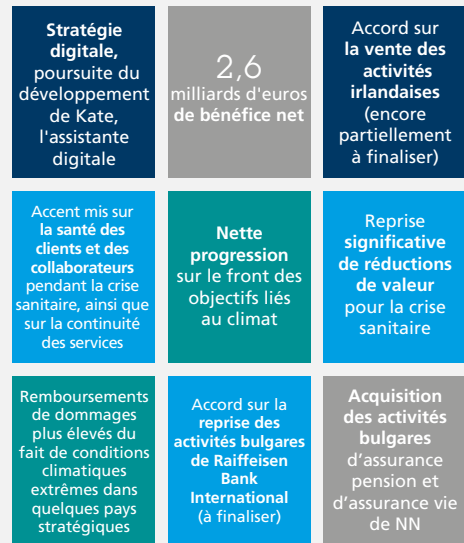 Stratégie
digitale,
poursuite du
développement
de Kate,
l'assistante
digitale
2,6
milliards d'euros
de bénéfice net
Accord sur
la vente des
activités
irlandaises
(encore
partiellement
à finaliser)
Accent mis sur
la santé des
clients et des
collaborateurs
pendant la crise
sanitaire, ainsi que
sur la continuité
des services
Nette
progression
sur le front des
objectifs liés
au climat
Reprise
significative
de réductions
de valeur
pour la crise
sanitaire
Remboursements
de dommages
plus élevés du
fait de conditions
climatiques
extrêmes dans
quelques pays
stratégiques
Accord sur la
reprise des
activités bulgares
de Raiffeisen
Bank
International
(à finaliser)
Acquisition
des activités
bulgares
d’assurance
pension et
d’assurance vie
de NN